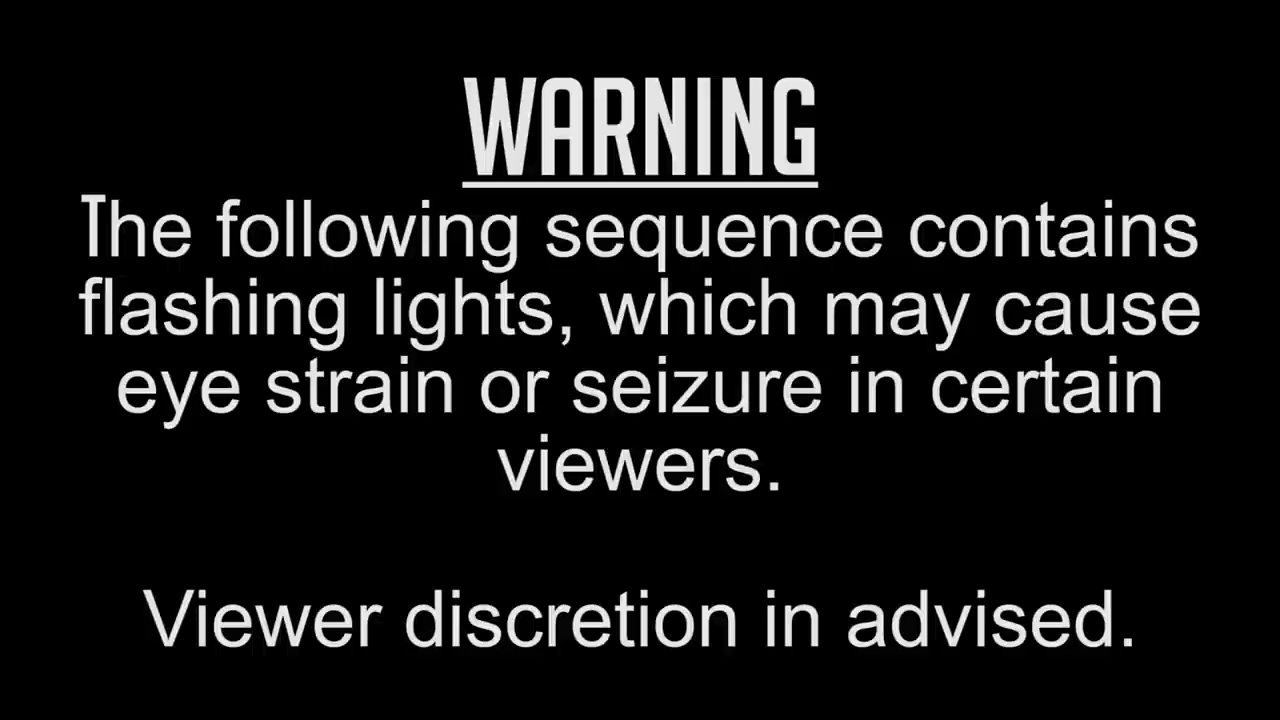 WARNING
The following sequence contains
flashing lights, which may cause
eye strain or seizure in certain
viewers.
Viewer discretion in advised.